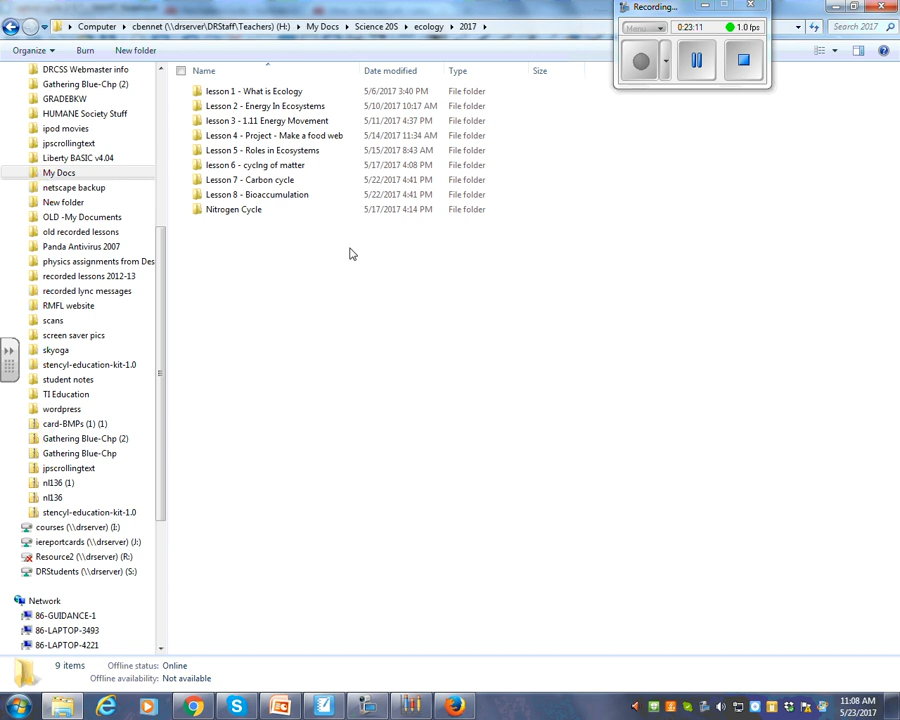 Recording...
Computer cbennet (\\drserver\DRStaff\Teachers) (H:) My Docs Science 20S ecology 2017
Search 2017
Menu 0:23:11 1.0 fps
Organize Burn New folder
Name Date modified Type Size
DRCSS Webmaster info
Gathering Blue-Chp (2)
GRADEBKW
HUMANE Society Stuff
ipod movies
jpscrollingtext
Liberty BASIC v4.04
My Docs
netscape backup
New folder
OLD -My Documents
old recorded lessons
Panda Antivirus 2007
physics assignments from Des
recorded lessons 2012-13
recorded lync messages
RMFL website
scans
screen saver pics
skyoga
stencyl-education-kit-1.0
student notes
TI Education
wordpress
card-BMPs (1) (1)
Gathering Blue-Chp (2)
Gathering Blue-Chp
jpscrollingtext
nl136 (1)
nl136
stencyl-education-kit-1.0
courses (\\drserver) (I:)
iereportcards (\\drserver) (J:)
Resource2 (\\drserver) (R:)
DRStudents (\\drserver) (S:)
Network
86-GUIDANCE-1
86-LAPTOP-3493
86-LAPTOP-4221
lesson 1 - What is Ecology 5/6/2017 3:40 PM File folder
Lesson 2 - Energy In Ecosystems 5/10/2017 10:17 AM File folder
lesson 3 - 1.11 Energy Movement 5/11/2017 4:37 PM File folder
Lesson 4 - Project - Make a food web 5/14/2017 11:34 AM File folder
Lesson 5 - Roles in Ecosystems 5/15/2017 8:43 AM File folder
lesson 6 - cyclng of matter 5/17/2017 4:08 PM File folder
Lesson 7 - Carbon cycle 5/22/2017 4:41 PM File folder
Lesson 8 - Bioaccumulation 5/22/2017 4:41 PM File folder
Nitrogen Cycle 5/17/2017 4:14 PM File folder
9 items Offline status: Online
Offline availability: Not available
11:08 AM
5/23/2017